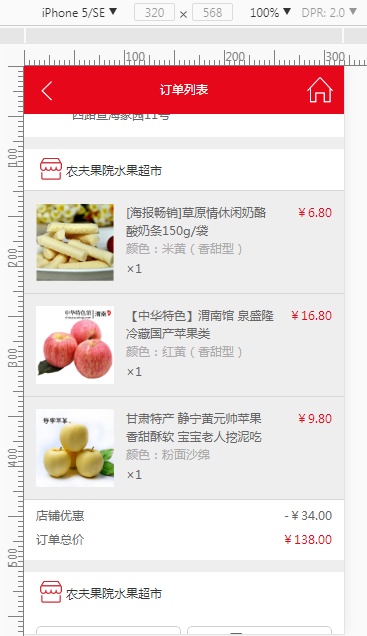 iPhone 5/SE ▼ 320 × 568 100% ▼ DPR: 2.0 ▼
100 200 300
订单列表
四路宣海家园11号
农夫果院水果超市
100
[海报畅销]草原情休闲奶酪
酸奶条150g/袋
¥6.80
颜色：米黄（香甜型）
×1
200
【中华特色】渭南馆 泉盛隆
冷藏国产苹果类
¥16.80
颜色：红黄（香甜型）
×1
300
甘肃特产 静宁黄元帅苹果
香甜酥软 宝宝老人挖泥吃
¥9.80
颜色：粉面沙绵
×1
400
店铺优惠 -¥34.00
订单总价 ¥138.00
500
农夫果院水果超市